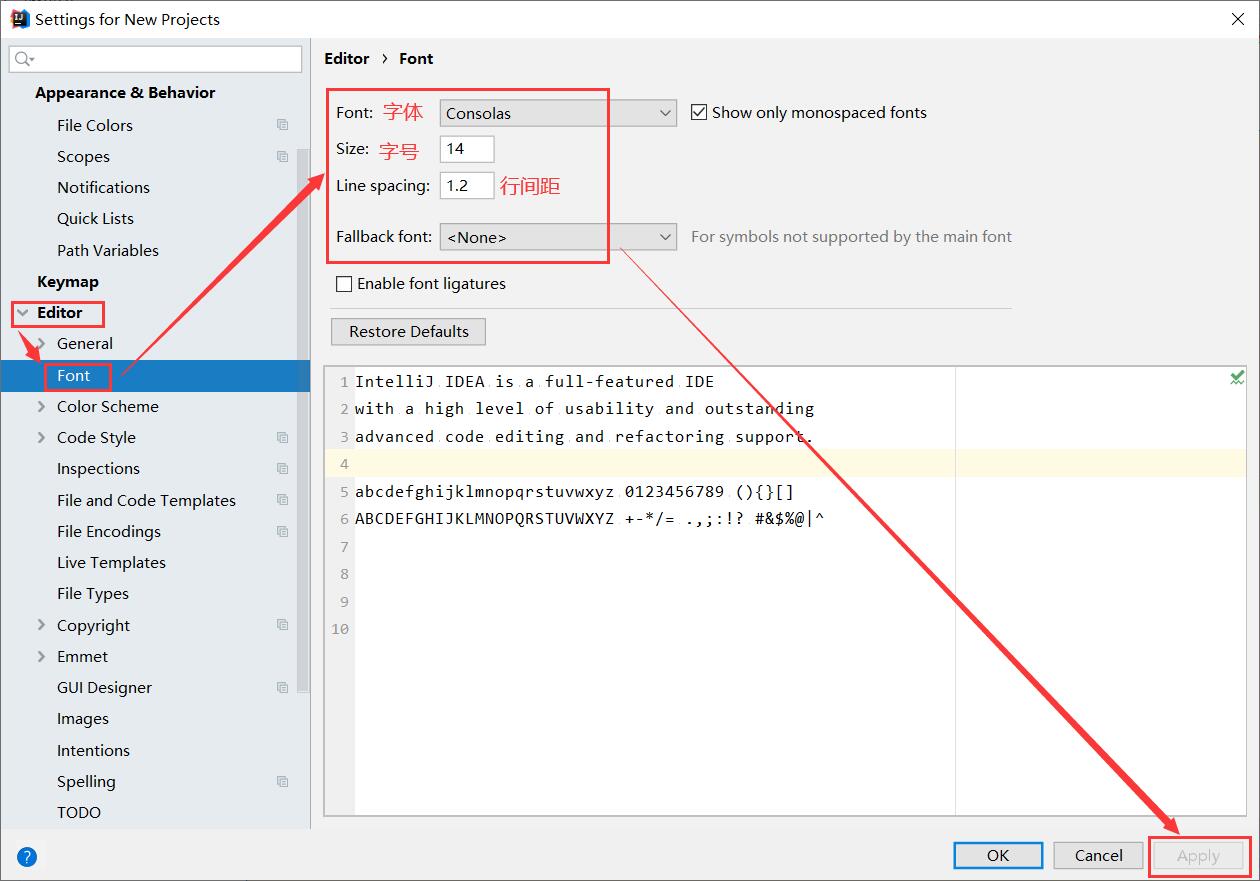 Settings for New Projects
Appearance & Behavior
File Colors
Scopes
Notifications
Quick Lists
Path Variables
Keymap
Editor
General
Font
Color Scheme
Code Style
Inspections
File and Code Templates
File Encodings
Live Templates
File Types
Copyright
Emmet
GUI Designer
Images
Intentions
Spelling
TODO
Editor › Font
Font: 字体 Consolas Show only monospaced fonts
Size: 字号 14
Line spacing: 1.2 行间距
Fallback font: <None> For symbols not supported by the main font
Enable font ligatures
Restore Defaults
1 IntelliJ IDEA is a full-featured IDE
2 with a high level of usability and outstanding
3 advanced code editing and refactoring support.
4
5 abcdefghijklmnopqrstuvwxyz 0123456789 (){}[]
6 ABCDEFGHIJKLMNOPQRSTUVWXYZ +-*/= .,;:!? #&$%@|^
7
8
9
10
? OK Cancel Apply